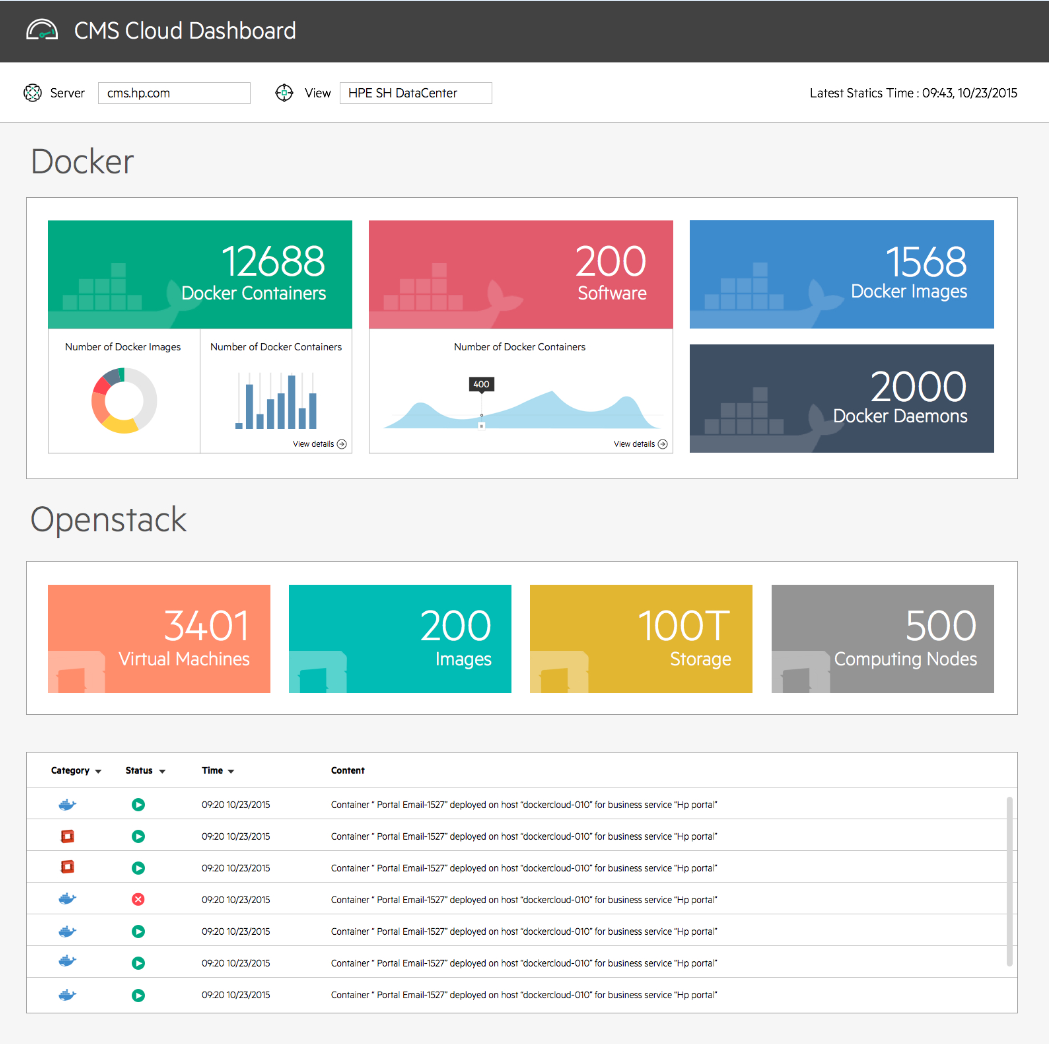 CMS Cloud Dashboard
Server cms.hp.com View HPE SH DataCenter Latest Statics Time : 09:43, 10/23/2015
Docker
12688
Docker Containers
200
Software
1568
Docker Images
Number of Docker Images
Number of Docker Containers
View details
Number of Docker Containers
400
View details
2000
Docker Daemons
Openstack
3401
Virtual Machines
200
Images
100T
Storage
500
Computing Nodes
Category Status Time Content
09:20 10/23/2015 Container “ Portal Email-1527” deployed on host “dockercloud-010” for business service “Hp portal”
09:20 10/23/2015 Container “ Portal Email-1527” deployed on host “dockercloud-010” for business service “Hp portal”
09:20 10/23/2015 Container “ Portal Email-1527” deployed on host “dockercloud-010” for business service “Hp portal”
09:20 10/23/2015 Container “ Portal Email-1527” deployed on host “dockercloud-010” for business service “Hp portal”
09:20 10/23/2015 Container “ Portal Email-1527” deployed on host “dockercloud-010” for business service “Hp portal”
09:20 10/23/2015 Container “ Portal Email-1527” deployed on host “dockercloud-010” for business service “Hp portal”
09:20 10/23/2015 Container “ Portal Email-1527” deployed on host “dockercloud-010” for business service “Hp portal”